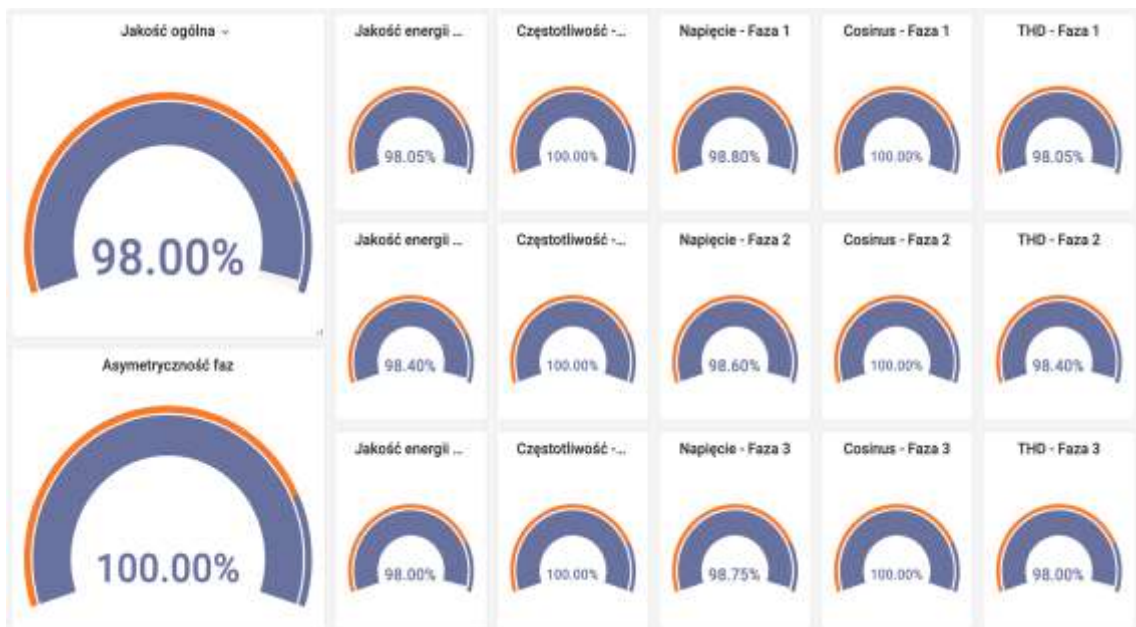 Jakość ogólna
98.00%
Asymetryczność faz
100.00%
Jakość energii ...
98.05%
Częstotliwość -...
100.00%
Napięcie - Faza 1
98.80%
Cosinus - Faza 1
100.00%
THD - Faza 1
98.05%
Jakość energii ...
98.40%
Częstotliwość -...
100.00%
Napięcie - Faza 2
98.60%
Cosinus - Faza 2
100.00%
THD - Faza 2
98.40%
Jakość energii ...
98.00%
Częstotliwość -...
100.00%
Napięcie - Faza 3
98.75%
Cosinus - Faza 3
100.00%
THD - Faza 3
98.00%